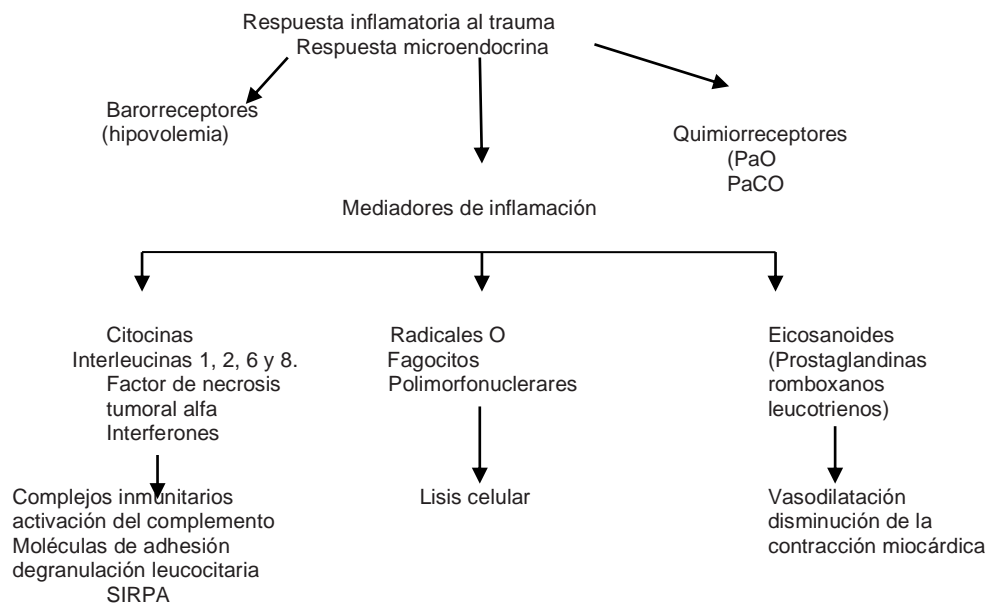 Respuesta inflamatoria al trauma
Respuesta microendocrina
Barorreceptores
(hipovolemia)
Quimiorreceptores
(PaO
PaCO
Mediadores de inflamación
Citocinas
Interleucinas 1, 2, 6 y 8.
Factor de necrosis
tumoral alfa
Interferones
Radicales O
Fagocitos
Polimorfonuclerares
Eicosanoides
(Prostaglandinas
romboxanos
leucotrienos)
Complejos inmunitarios
activación del complemento
Moléculas de adhesión
degranulación leucocitaria
SIRPA
Lisis celular
Vasodilatación
disminución de la
contracción miocárdica